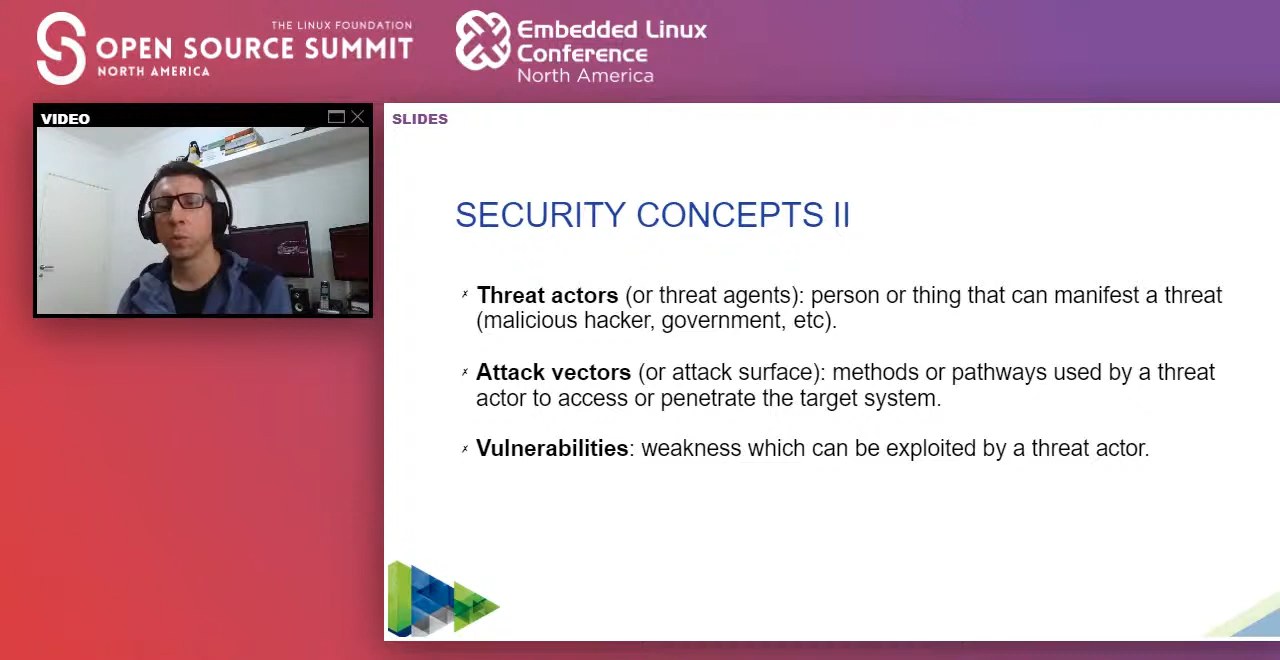 THE LINUX FOUNDATION
OPEN SOURCE SUMMIT
NORTH AMERICA
Embedded Linux
Conference
North America
VIDEO
SLIDES
SECURITY CONCEPTS II
Threat actors (or threat agents): person or thing that can manifest a threat
(malicious hacker, government, etc).
Attack vectors (or attack surface): methods or pathways used by a threat
actor to access or penetrate the target system.
Vulnerabilities: weakness which can be exploited by a threat actor.